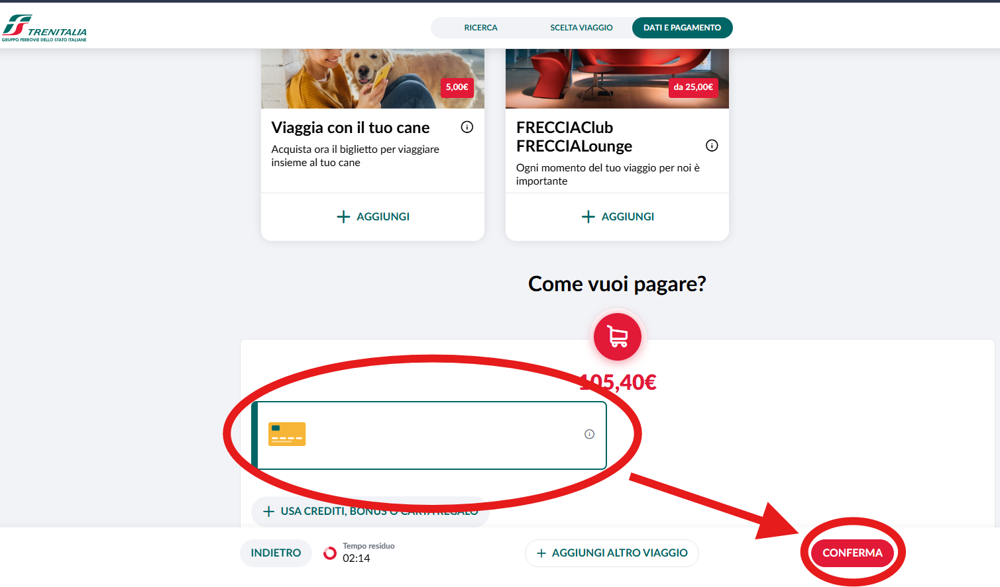 TRENITALIA
GRUPPO FERROVIE DELLO STATO ITALIANE
RICERCA
SCELTA VIAGGIO
DATI E PAGAMENTO
5,00€
da 25,00€
Viaggia con il tuo cane
Acquista ora il biglietto per viaggiare
insieme al tuo cane
AGGIUNGI
FRECCIAClub
FRECCIALounge
Ogni momento del tuo viaggio per noi è
importante
AGGIUNGI
Come vuoi pagare?
105,40€
USA CREDITI, BONUS O CARTA REGALO
INDIETRO
Tempo residuo
02:14
AGGIUNGI ALTRO VIAGGIO
CONFERMA